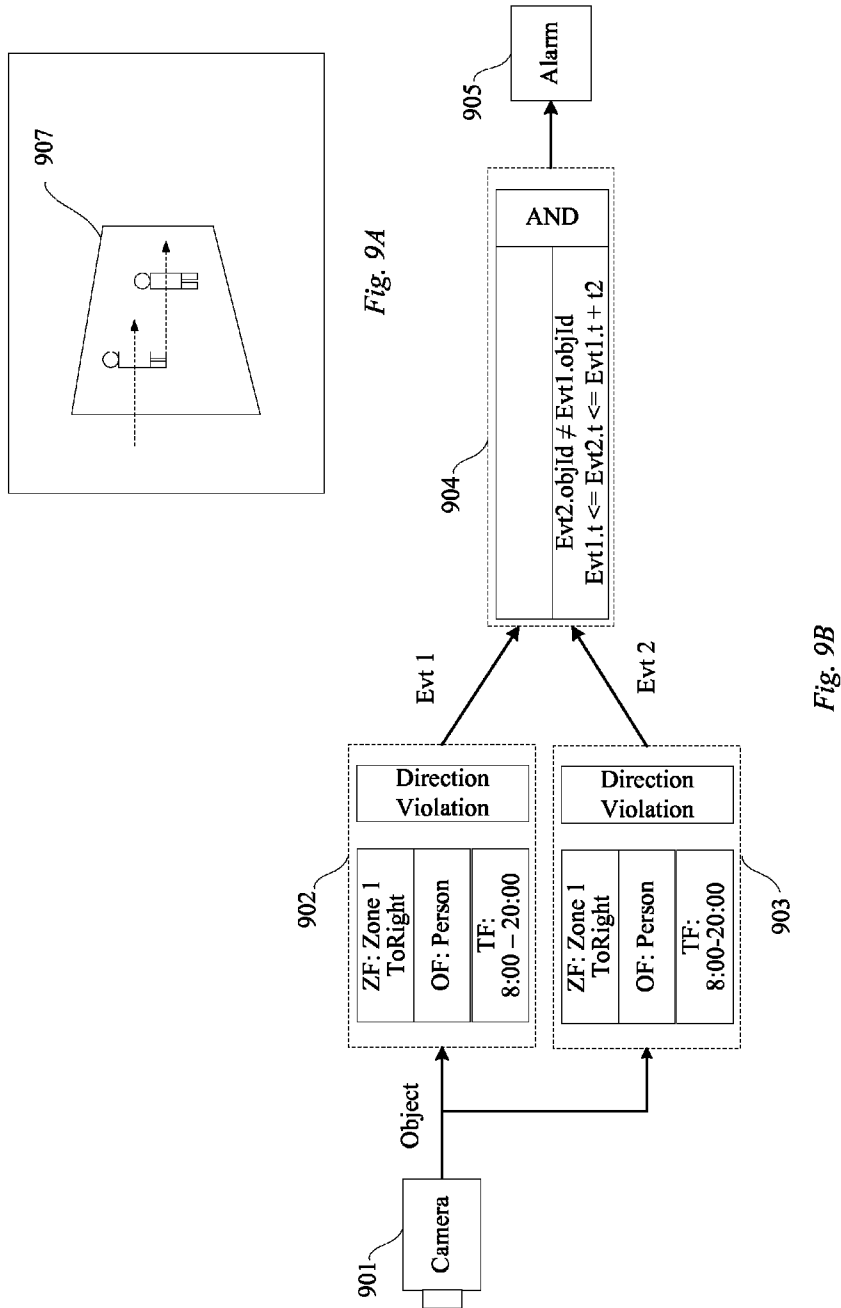 907
Fig. 9A
901
Camera
Object
902
ZF: Zone 1
ToRight
OF: Person
TF:
8:00 – 20:00
Direction
Violation
Evt 1
903
ZF: Zone 1
ToRight
OF: Person
TF:
8:00-20:00
Direction
Violation
Evt 2
904
Evt2.objId ≠ Evt1.objId
Evt1.t <= Evt2.t <= Evt1.t + t2
AND
905
Alarm
Fig. 9B